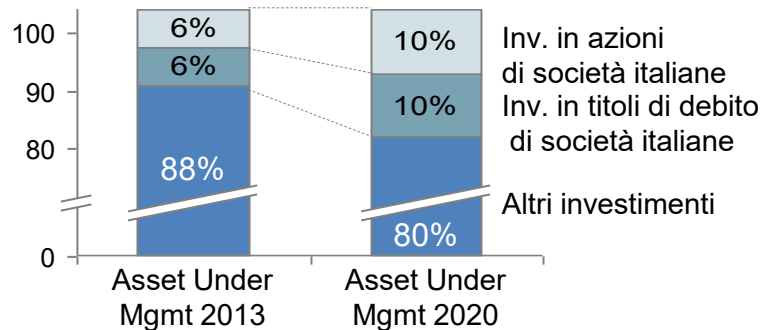 100
90
80
0
6%
6%
88%
10%
10%
80%
Inv. in azioni
di società italiane
Inv. in titoli di debito
di società italiane
Altri investimenti
Asset Under
Mgmt 2013
Asset Under
Mgmt 2020